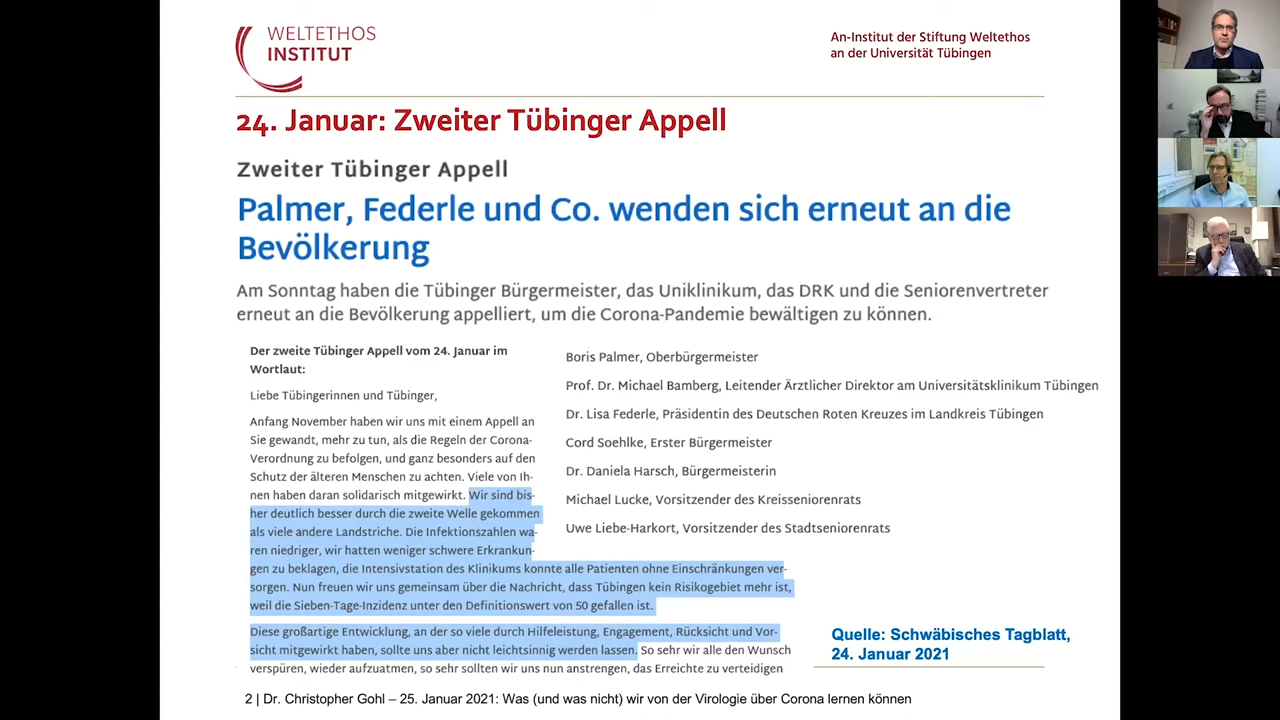 WELTETHOS
INSTITUT
An-Institut der Stiftung Weltethos
an der Universität Tübingen
24. Januar: Zweiter Tübinger Appell
Zweiter Tübinger Appell
Palmer, Federle und Co. wenden sich erneut an die
Bevölkerung
Am Sonntag haben die Tübinger Bürgermeister, das Uniklinikum, das DRK und die Seniorenvertreter
erneut an die Bevölkerung appelliert, um die Corona-Pandemie bewältigen zu können.
Der zweite Tübinger Appell vom 24. Januar im
Wortlaut:
Liebe Tübingerinnen und Tübinger,
Anfang November haben wir uns mit einem Appell an
Sie gewandt, mehr zu tun, als die Regeln der Corona-
Verordnung zu befolgen, und ganz besonders auf den
Schutz der älteren Menschen zu achten. Viele von Ih-
nen haben daran solidarisch mitgewirkt. Wir sind bis-
her deutlich besser durch die zweite Welle gekommen
als viele andere Landstriche. Die Infektionszahlen wa-
ren niedriger, wir hatten weniger schwere Erkrankun-
gen zu beklagen, die Intensivstation des Klinikums konnte alle Patienten ohne Einschränkungen ver-
sorgen. Nun freuen wir uns gemeinsam über die Nachricht, dass Tübingen kein Risikogebiet mehr ist,
weil die Sieben-Tage-Inzidenz unter den Definitionswert von 50 gefallen ist.
Diese großartige Entwicklung, an der so viele durch Hilfeleistung, Engagement, Rücksicht und Vor-
sicht mitgewirkt haben, sollte uns aber nicht leichtsinnig werden lassen. So sehr wir alle den Wunsch
verspüren, wieder aufzuatmen, so sehr sollten wir uns nun anstrengen, das Erreichte zu verteidigen
Boris Palmer, Oberbürgermeister
Prof. Dr. Michael Bamberg, Leitender Ärztlicher Direktor am Universitätsklinikum Tübingen
Dr. Lisa Federle, Präsidentin des Deutschen Roten Kreuzes im Landkreis Tübingen
Cord Soehlke, Erster Bürgermeister
Dr. Daniela Harsch, Bürgermeisterin
Michael Lucke, Vorsitzender des Kreisseniorenrats
Uwe Liebe-Harkort, Vorsitzender des Stadtseniorenrats
Quelle: Schwäbisches Tagblatt,
24. Januar 2021
2 | Dr. Christopher Gohl – 25. Januar 2021: Was (und was nicht) wir von der Virologie über Corona lernen können